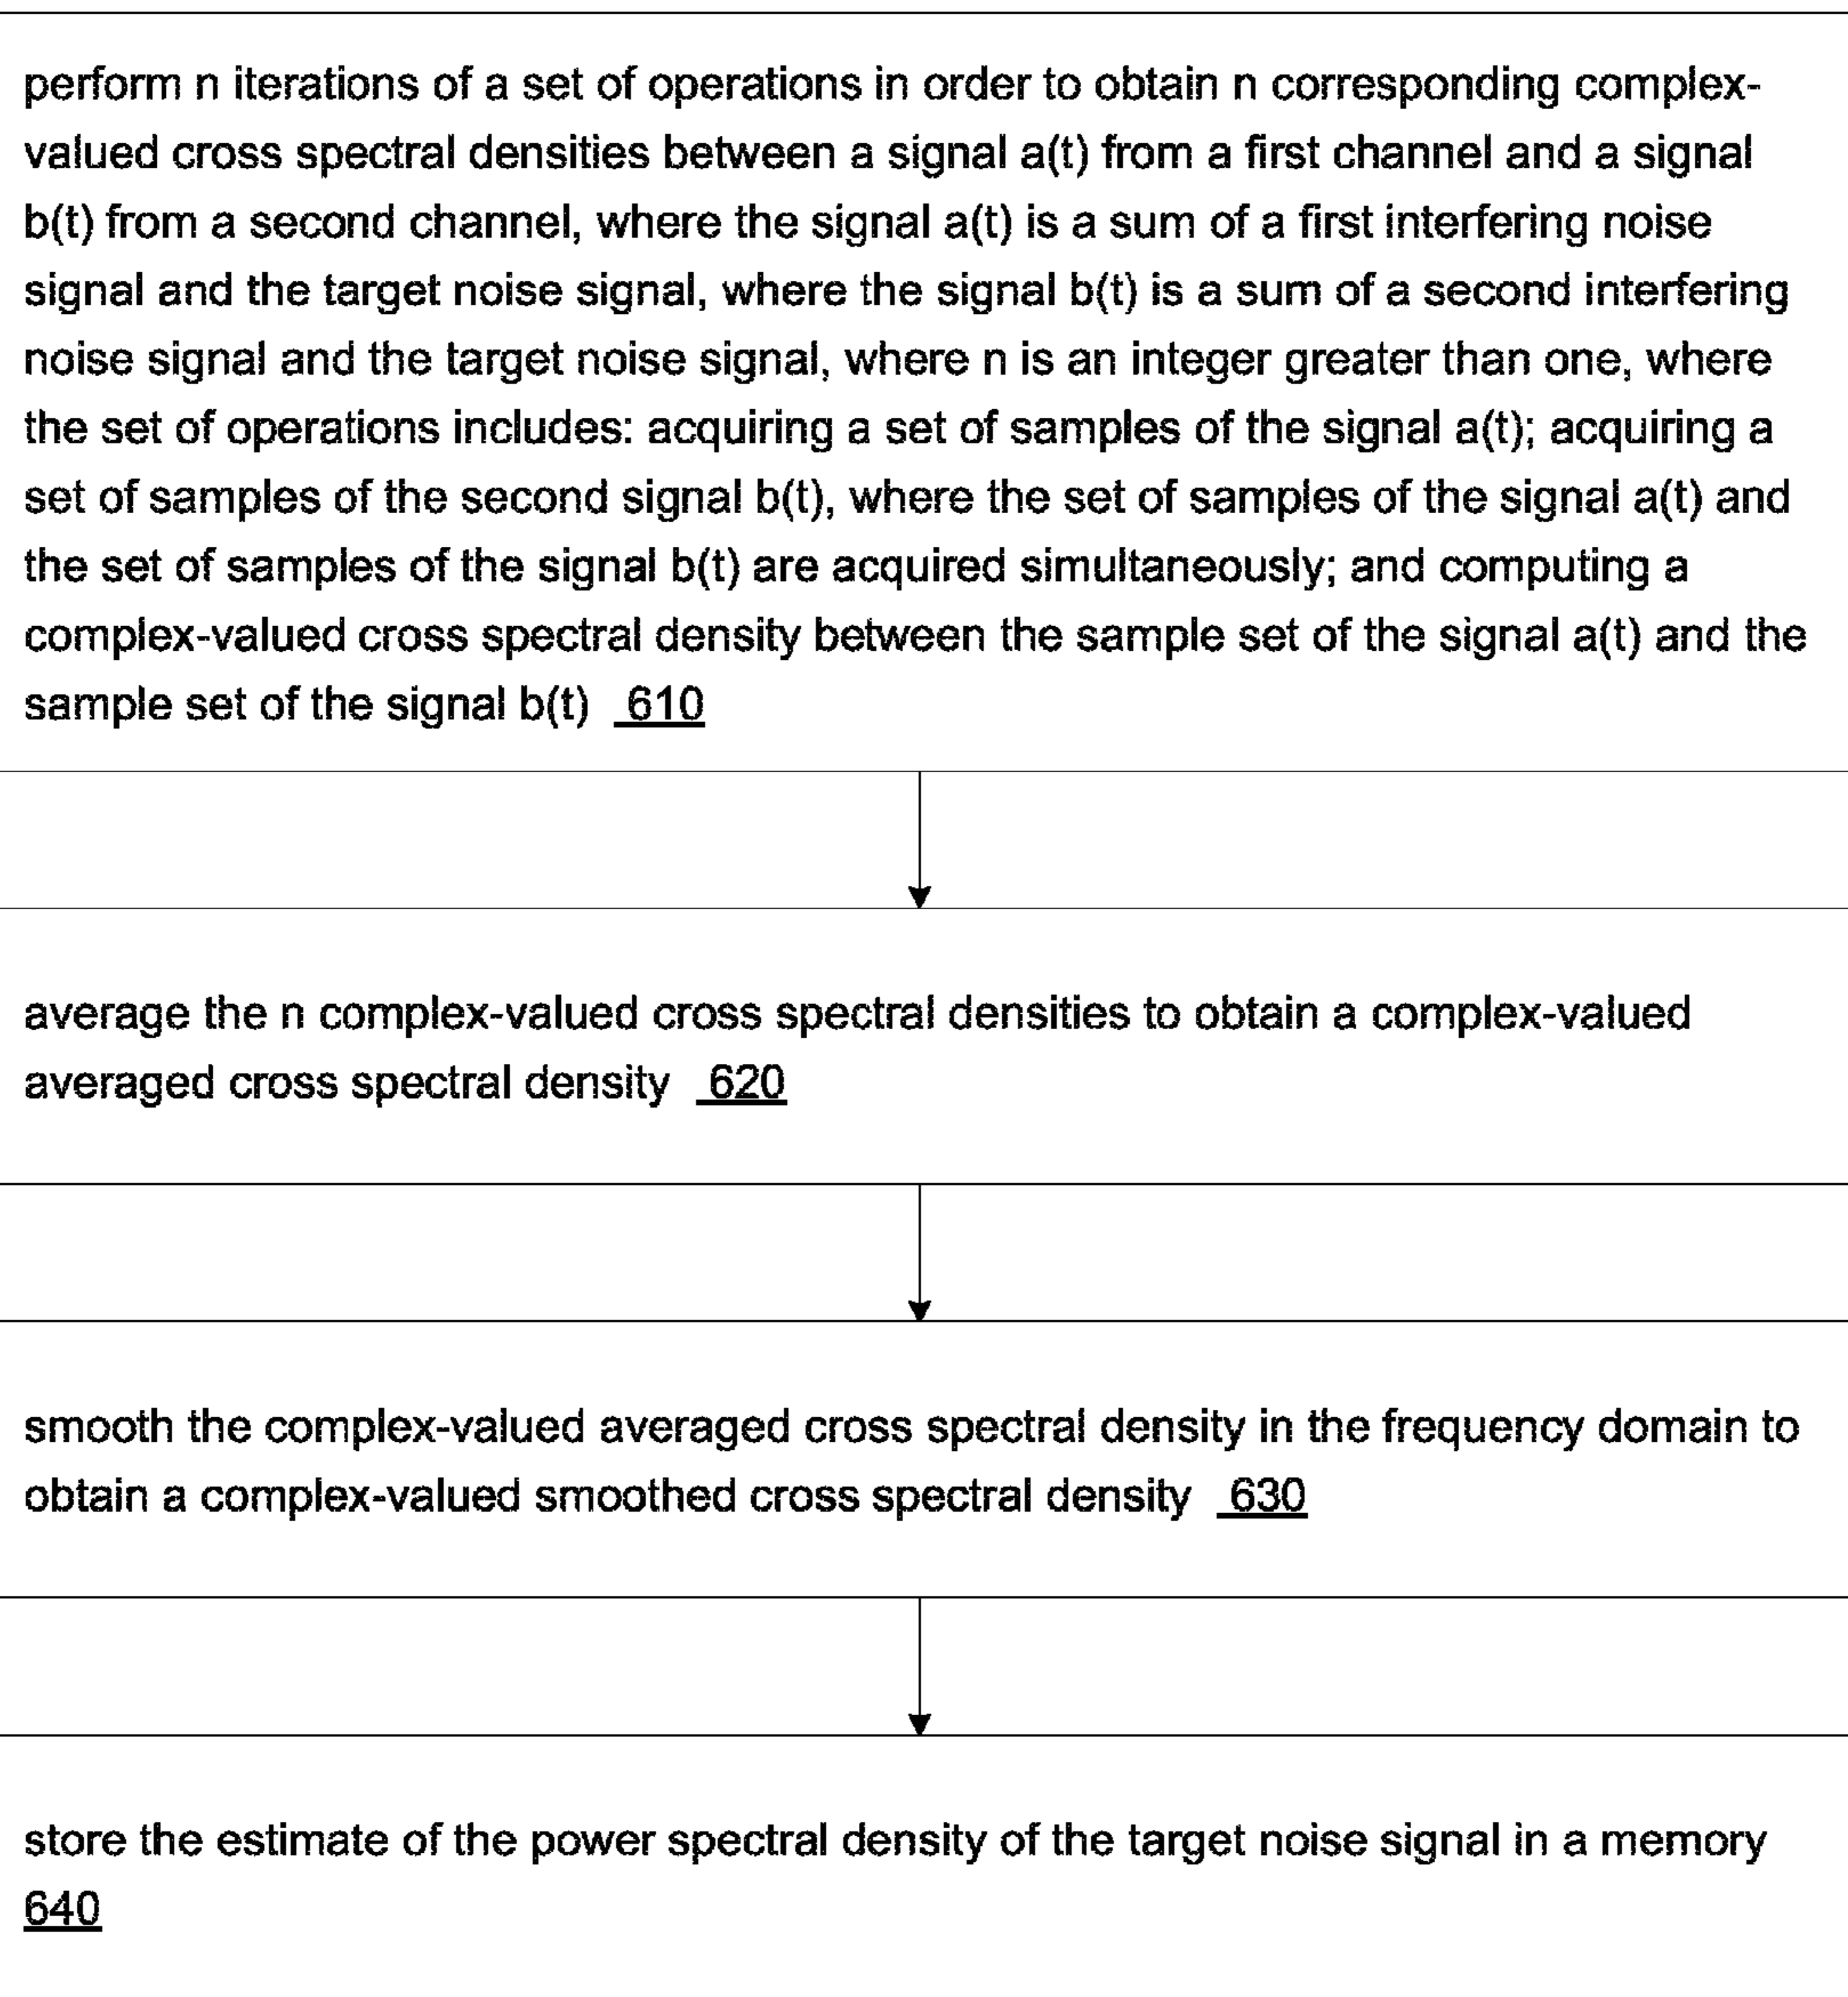 perform n iterations of a set of operations in order to obtain n corresponding complex-
valued cross spectral densities between a signal a(t) from a first channel and a signal
b(t) from a second channel, where the signal a(t) is a sum of a first interfering noise
signal and the target noise signal, where the signal b(t) is a sum of a second interfering
noise signal and the target noise signal, where n is an integer greater than one, where
the set of operations includes: acquiring a set of samples of the signal a(t); acquiring a
set of samples of the second signal b(t), where the set of samples of the signal a(t) and
the set of samples of the signal b(t) are acquired simultaneously; and computing a
complex-valued cross spectral density between the sample set of the signal a(t) and the
sample set of the signal b(t) 610
average the n complex-valued cross spectral densities to obtain a complex-valued
averaged cross spectral density 620
smooth the complex-valued averaged cross spectral density in the frequency domain to
obtain a complex-valued smoothed cross spectral density 630
store the estimate of the power spectral density of the target noise signal in a memory
640